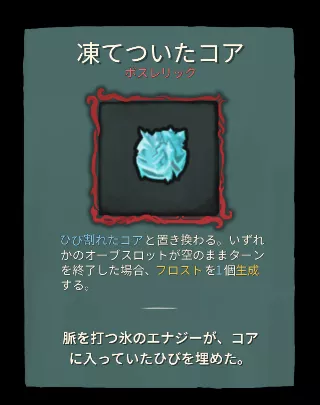 凍てついたコア
ボスレリック
ひび割れたコアと置き換わる。いずれ
かのオーブスロットが空のままターン
を終了した場合、フロストを1個生成
する。
脈を打つ氷のエナジーが、コア
に入っていたひびを埋めた。